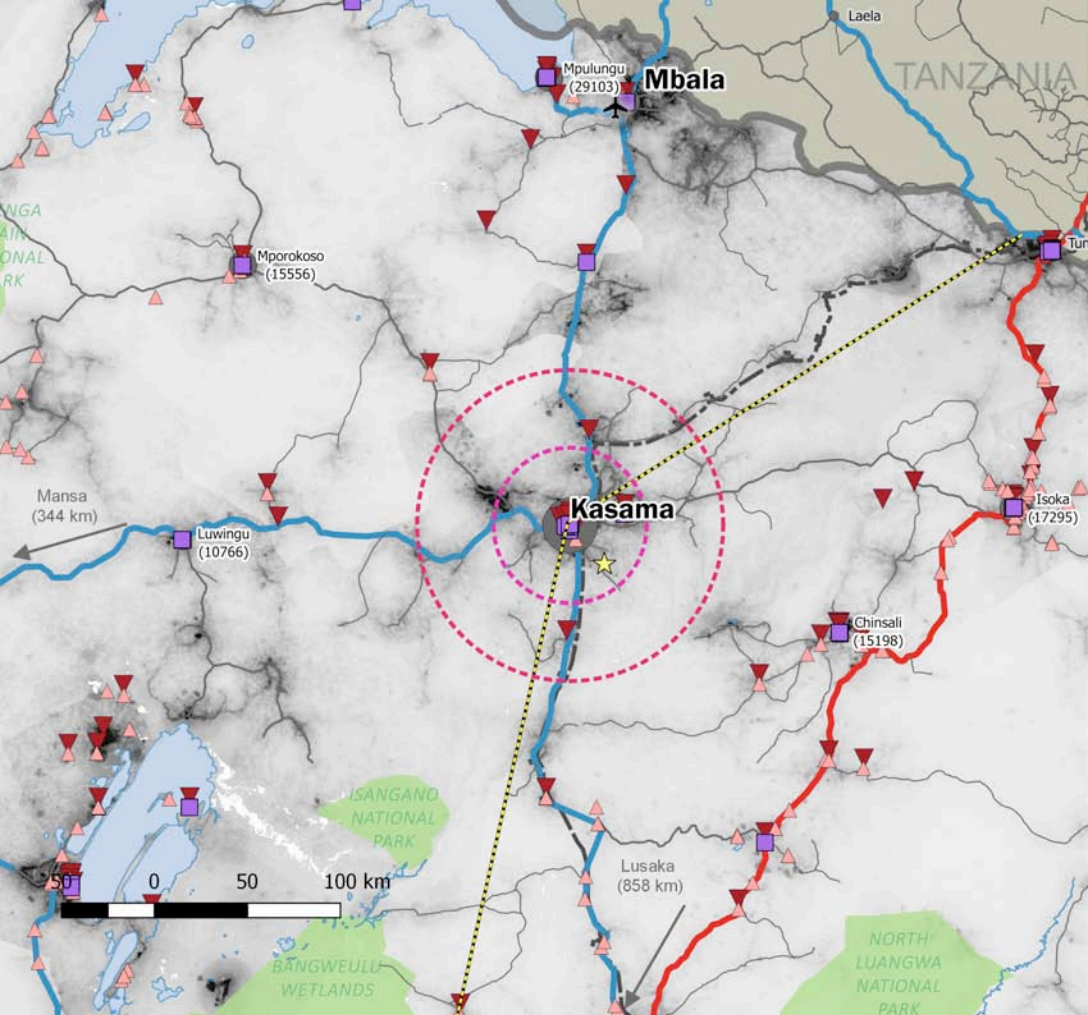 Laela
TANZANIA
Mpulungu
(29103)
Mbala
Tun
Mporokoso
(15556)
Kasama
Mansa
(344 km)
Luwingu
(10766)
Isoka
(17295)
Chinsali
(15198)
ISANGANO
NATIONAL
PARK
Lusaka
(858 km)
50 0 50 100 km
BANGWEULU
WETLANDS
NORTH
LUANGWA
NATIONAL
PARK